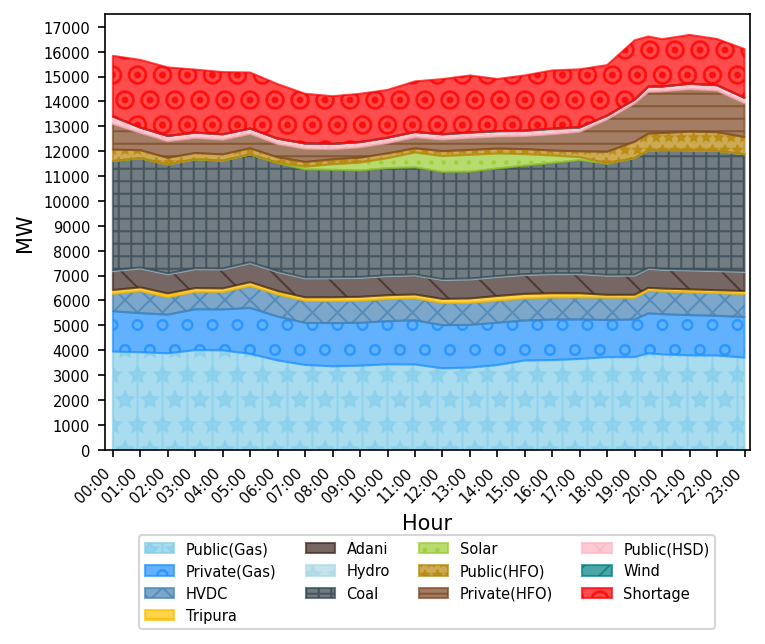 17000
16000
15000
14000
13000
12000
11000
10000
9000
8000
7000
6000
5000
4000
3000
2000
1000
0
MW
00:00 01:00 02:00 03:00 04:00 05:00 06:00 07:00 08:00 09:00 10:00 11:00 12:00 13:00 14:00 15:00 16:00 17:00 18:00 19:00 20:00 21:00 22:00 23:00
Hour
Public(Gas) Adani Solar Public(HSD)
Private(Gas) Hydro Public(HFO) Wind
HVDC Coal Private(HFO) Shortage
Tripura